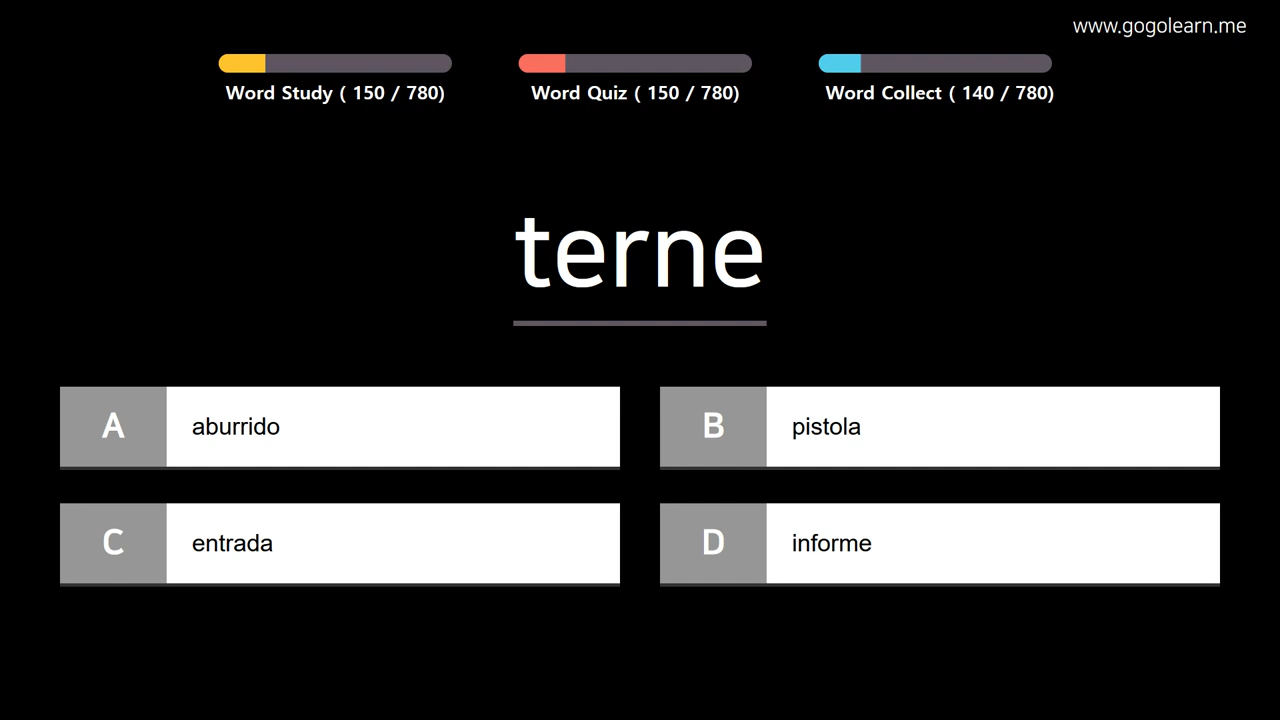 www.gogolearn.me
Word Study ( 150 / 780)
Word Quiz ( 150 / 780)
Word Collect ( 140 / 780)
terne
A aburrido
B pistola
C entrada
D informe